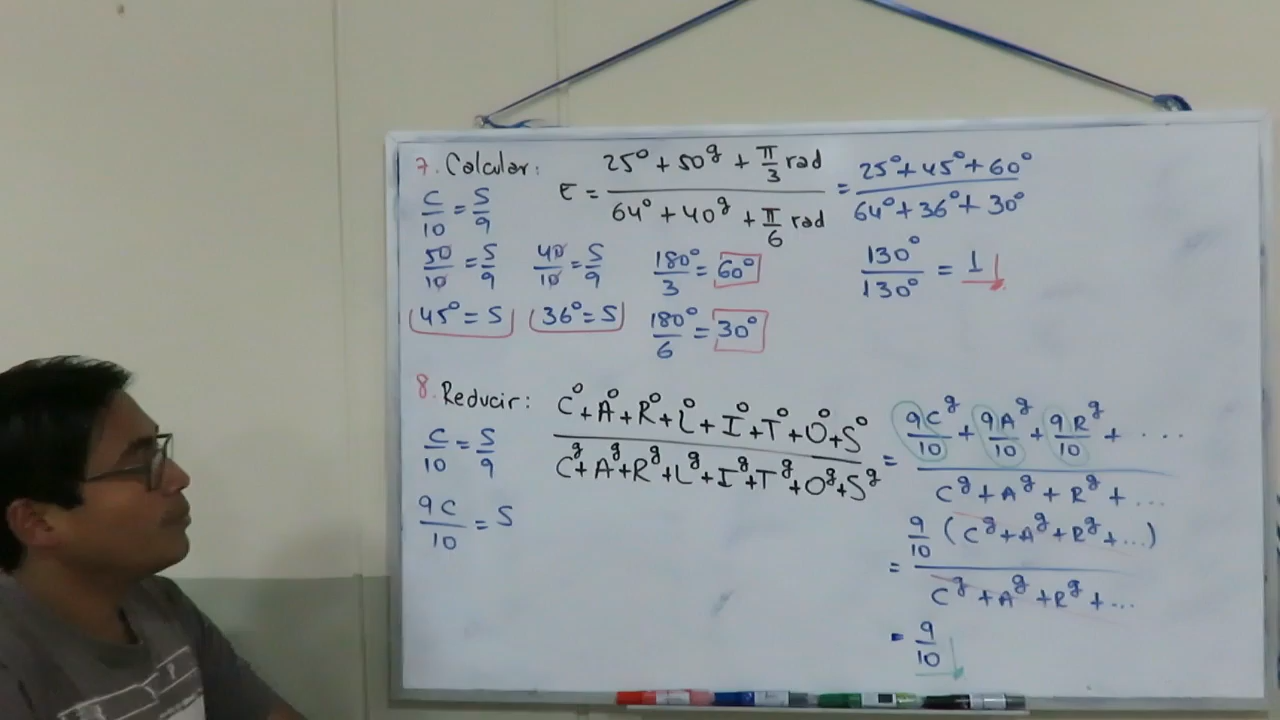 7. Calcular: E = (25° + 50^g + π/3 rad) / (64° + 40^g + π/6 rad) = (25° + 45° + 60°) / (64° + 36° + 30°)
C/10 = S/9
50/10 = S/9   40/10 = S/9   180°/3 = 60°   130°/130° = 1
45° = S   36° = S   180°/6 = 30°
8. Reducir: (C° + A° + R° + L° + I° + T° + O° + S°) / (C^g + A^g + R^g + L^g + I^g + T^g + O^g + S^g) = (9C^g/10 + 9A^g/10 + 9R^g/10 + ...) / (C^g + A^g + R^g + ...)
C/10 = S/9
9C/10 = S
= 9/10 (C^g + A^g + R^g + ...) / (C^g + A^g + R^g + ...)
= 9/10